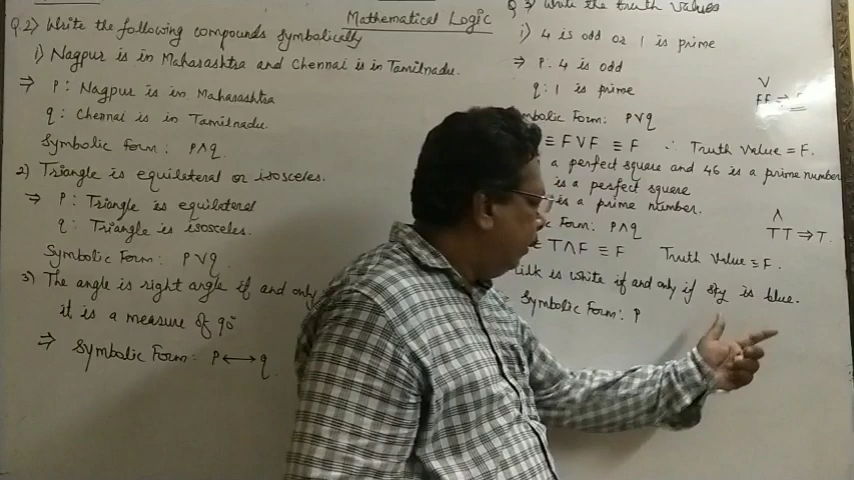 Mathematical Logic
Q.2> Write the following compounds symbolically
i) Nagpur is in Maharashtra and Chennai is in Tamilnadu.
⇒ P: Nagpur is in Maharashtra
q: Chennai is in Tamilnadu.
Symbolic form: P∧q.
2) Triangle is equilateral or isosceles.
⇒ P: Triangle is equilateral
q: Triangle is isosceles.
Symbolic Form: P∨q.
3) The angle is right angle if and only
it is a measure of 90°
⇒ Symbolic Form: P⟷q.
Q 3> Write the truth values
i) 4 is odd or 1 is prime
⇒ P: 4 is odd
q: 1 is prime
Form: P∨q
≡ F∨F ≡ F ∴ Truth Value = F.
∨
FF ⇒ F
a perfect square and 46 is a prime number
is a perfect square
is a prime number.
Form: P∧q
T∧F ≡ F Truth Value ≡ F.
∧
TT ⇒ T.
is white if and only if sky is blue.
Symbolic Form: P